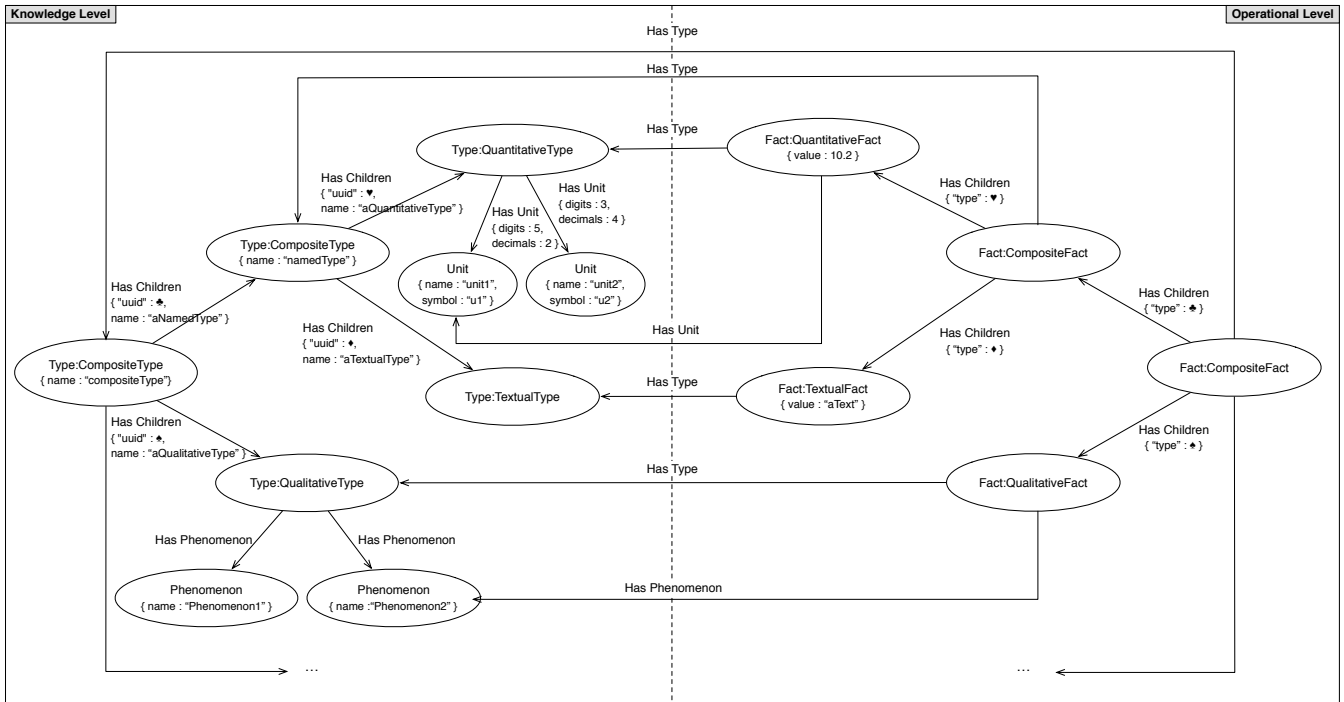 Knowledge Level
Operational Level
Has Type
Has Type
Has Type
Type:QuantitativeType
Fact:QuantitativeFact
{ value : 10.2 }
Has Children
{ "uuid" : ♥,
name : “aQuantitativeType” }
Has Unit
{ digits : 3,
decimals : 4 }
Has Unit
{ digits : 5,
decimals : 2 }
Has Children
{ “type” : ♥ }
Type:CompositeType
{ name : “namedType” }
Fact:CompositeFact
Unit
{ name : “unit1”,
symbol : “u1” }
Unit
{ name : “unit2”,
symbol : “u2” }
Has Children
{ "uuid" : ♣,
name : “aNamedType” }
Has Children
{ “type” : ♣ }
Has Children
{ "uuid" : ♦,
name : “aTextualType” }
Has Unit
Has Children
{ “type” : ♦ }
Type:CompositeType
{ name : “compositeType”}
Fact:CompositeFact
Type:TextualType
Has Type
Fact:TextualFact
{ value : “aText” }
Has Children
{ "uuid" : ♠,
name : “aQualitativeType” }
Has Children
{ “type” : ♠ }
Type:QualitativeType
Has Type
Fact:QualitativeFact
Has Phenomenon
Has Phenomenon
Phenomenon
{ name : “Phenomenon1” }
Phenomenon
{ name :“Phenomenon2” }
Has Phenomenon
...
...